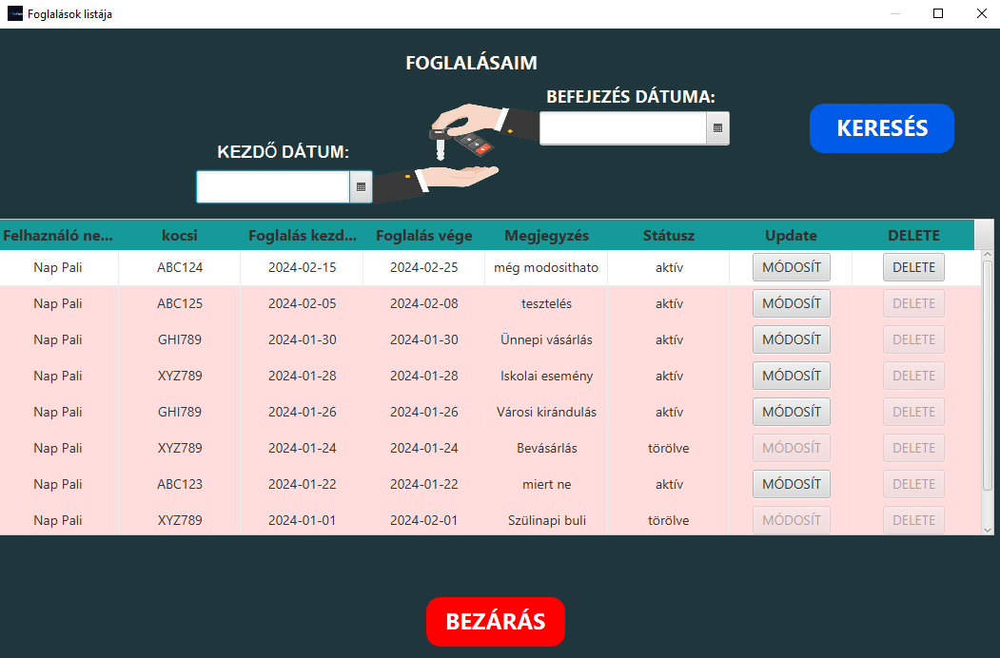 Foglalások listája
FOGLALÁSAIM
BEFEJEZÉS DÁTUMA:
KERESÉS
KEZDŐ DÁTUM:
Felhaználó ne... kocsi Foglalás kezd... Foglalás vége Megjegyzés Státusz Update DELETE
Nap Pali ABC124 2024-02-15 2024-02-25 még modosithato aktív MÓDOSÍT DELETE
Nap Pali ABC125 2024-02-05 2024-02-08 tesztelés aktív MÓDOSÍT DELETE
Nap Pali GHI789 2024-01-30 2024-01-30 Ünnepi vásárlás aktív MÓDOSÍT DELETE
Nap Pali XYZ789 2024-01-28 2024-01-28 Iskolai esemény aktív MÓDOSÍT DELETE
Nap Pali GHI789 2024-01-26 2024-01-26 Városi kirándulás aktív MÓDOSÍT DELETE
Nap Pali XYZ789 2024-01-24 2024-01-24 Bevásárlás törölve MÓDOSÍT DELETE
Nap Pali ABC123 2024-01-22 2024-01-22 miert ne aktív MÓDOSÍT DELETE
Nap Pali XYZ789 2024-01-01 2024-02-01 Szülinapi buli törölve MÓDOSÍT DELETE
BEZÁRÁS